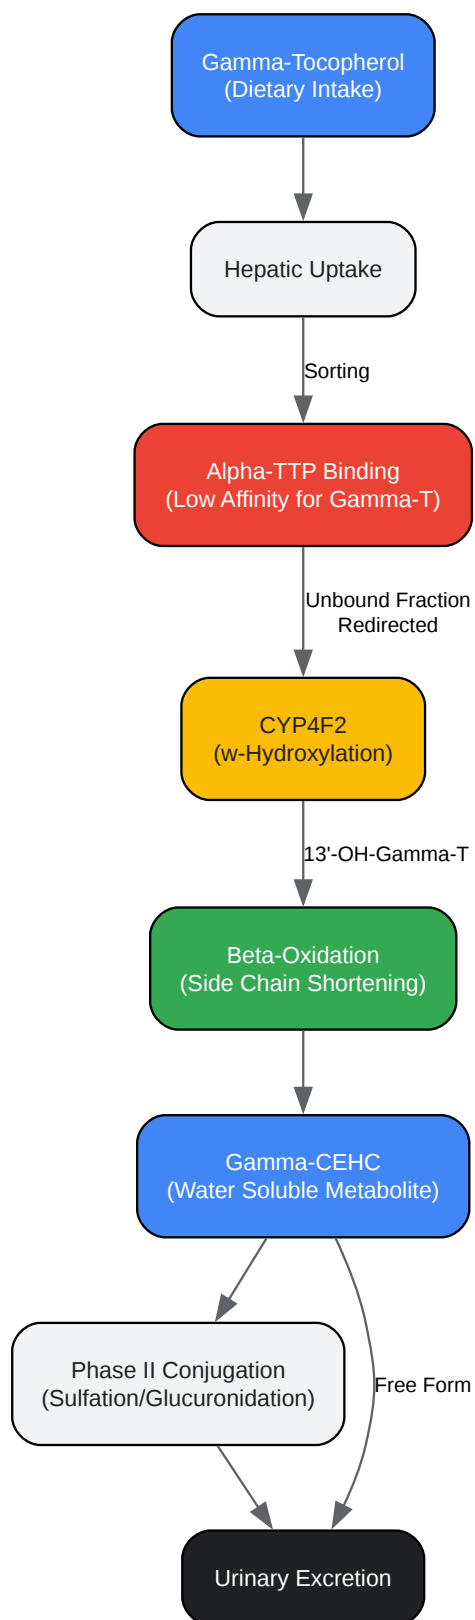 Gamma-Tocopherol
(Dietary Intake)
Hepatic Uptake
Sorting
Alpha-TTP Binding
(Low Affinity for Gamma-T)
Unbound Fraction
Redirected
CYP4F2
(w-Hydroxylation)
13'-OH-Gamma-T
Beta-Oxidation
(Side Chain Shortening)
Gamma-CEHC
(Water Soluble Metabolite)
Phase II Conjugation
(Sulfation/Glucuronidation)
Free Form
Urinary Excretion